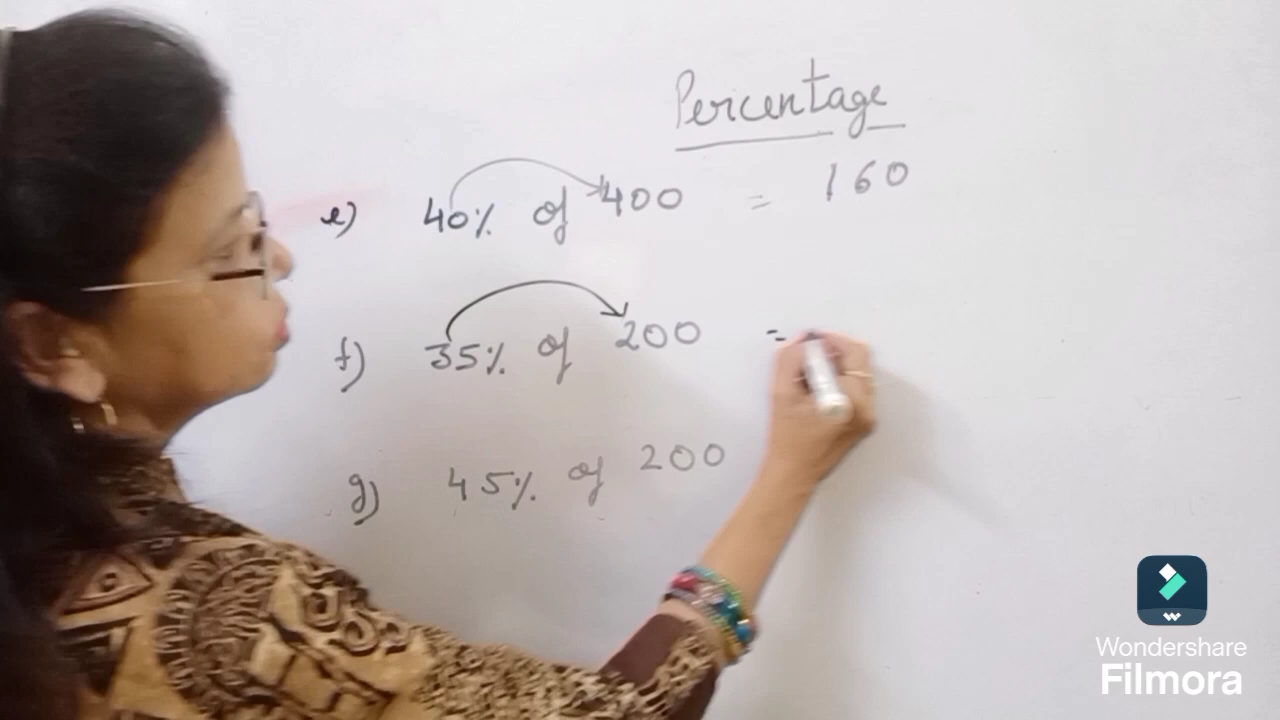 Percentage
e) 40% of 400 = 160
f) 35% of 200 =
g) 45% of 200
Wondershare
Filmora